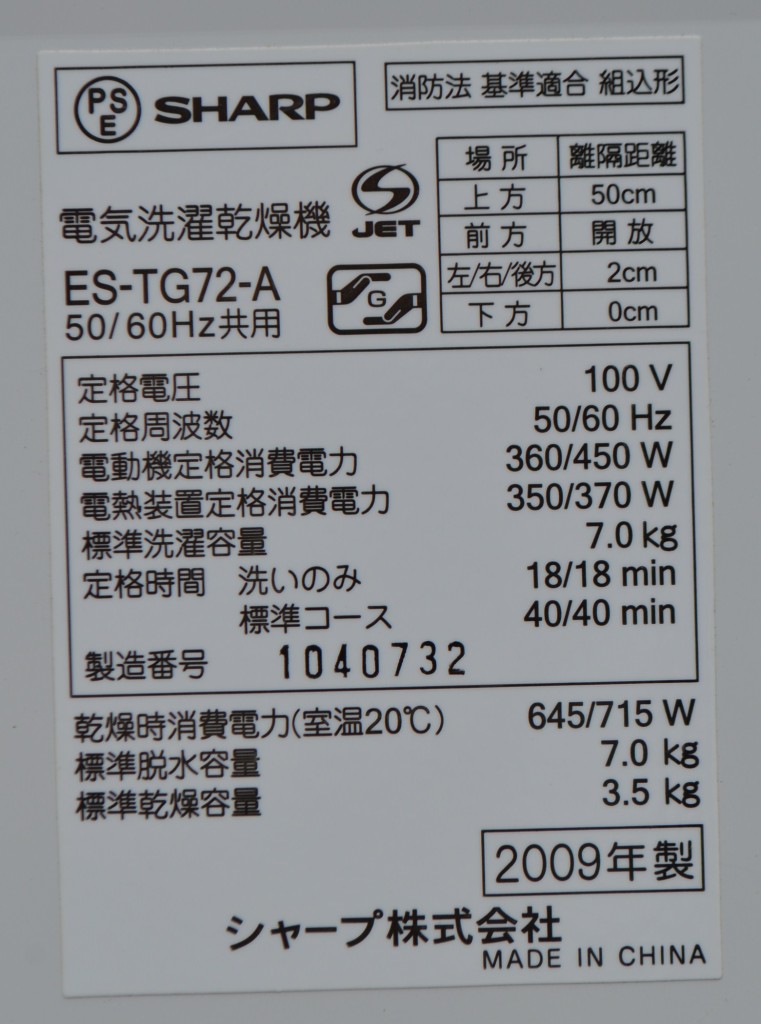 PSE SHARP
消防法 基準適合 組込形
場所 離隔距離
上方 50cm
前方 開放
左/右/後方 2cm
下方 0cm
電気洗濯乾燥機
S JET
ES-TG72-A
50/60Hz共用
G
定格電圧 100 V
定格周波数 50/60 Hz
電動機定格消費電力 360/450 W
電熱装置定格消費電力 350/370 W
標準洗濯容量 7.0 kg
定格時間 洗いのみ 18/18 min
標準コース 40/40 min
製造番号 1040732
乾燥時消費電力(室温20℃) 645/715 W
標準脱水容量 7.0 kg
標準乾燥容量 3.5 kg
2009年製
シャープ株式会社
MADE IN CHINA